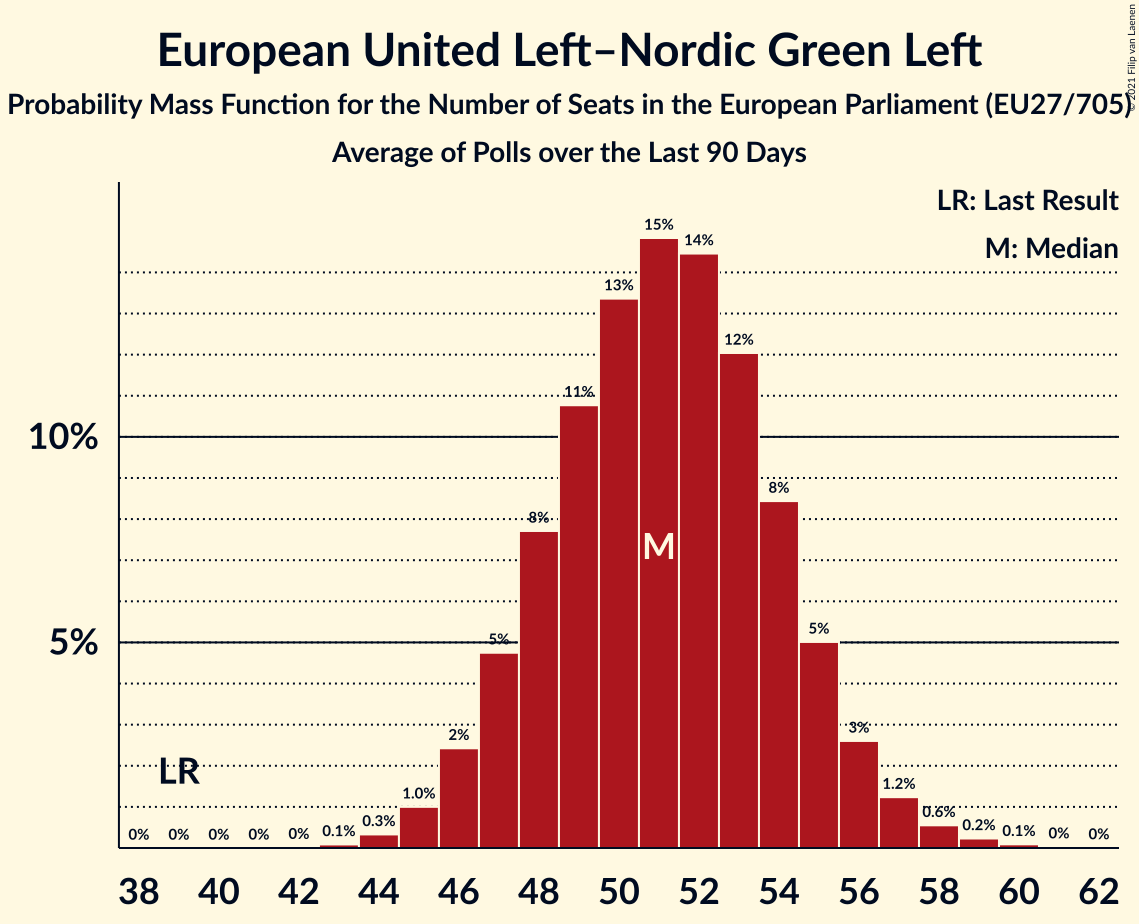 European United Left–Nordic Green Left
Probability Mass Function for the Number of Seats in the European Parliament (EU27/705)
Average of Polls over the Last 90 Days
© 2021 Filip van Laenen
LR: Last Result
M: Median
10%
5%
0% 0% 0% 0% 0% 0.1% 0.3% 1.0% 2% 5% 8% 11% 13% 15% 14% 12% 8% 5% 3% 1.2% 0.6% 0.2% 0.1% 0% 0%
LR
M
38 40 42 44 46 48 50 52 54 56 58 60 62